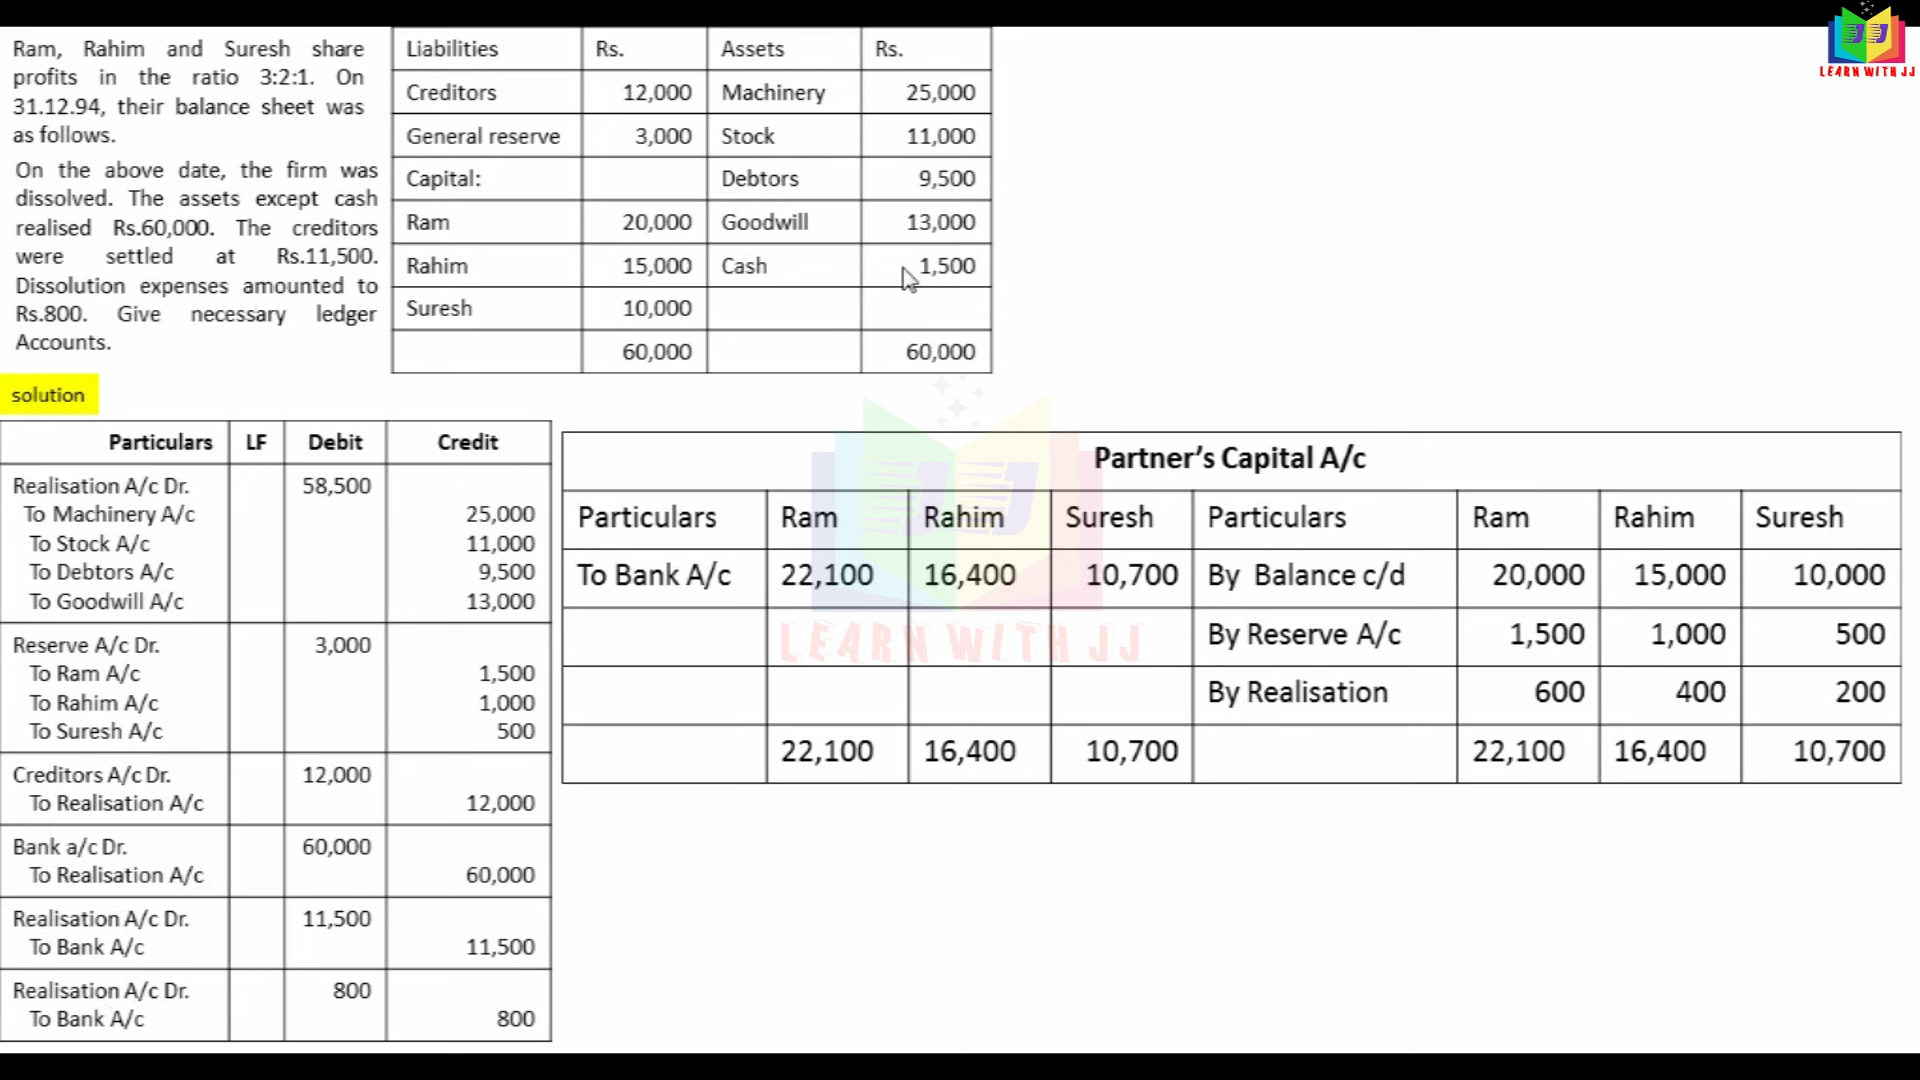 Ram, Rahim and Suresh share
profits in the ratio 3:2:1. On
31.12.94, their balance sheet was
as follows.
On the above date, the firm was
dissolved. The assets except cash
realised Rs.60,000. The creditors
were settled at Rs.11,500.
Dissolution expenses amounted to
Rs.800. Give necessary ledger
Accounts.
Liabilities Rs. Assets Rs.
Creditors 12,000 Machinery 25,000
General reserve 3,000 Stock 11,000
Capital: Debtors 9,500
Ram 20,000 Goodwill 13,000
Rahim 15,000 Cash 1,500
Suresh 10,000
60,000 60,000
LEARN WITH JJ
solution
Particulars LF Debit Credit
Realisation A/c Dr. 58,500
To Machinery A/c 25,000
To Stock A/c 11,000
To Debtors A/c 9,500
To Goodwill A/c 13,000
Reserve A/c Dr. 3,000
To Ram A/c 1,500
To Rahim A/c 1,000
To Suresh A/c 500
Creditors A/c Dr. 12,000
To Realisation A/c 12,000
Bank a/c Dr. 60,000
To Realisation A/c 60,000
Realisation A/c Dr. 11,500
To Bank A/c 11,500
Realisation A/c Dr. 800
To Bank A/c 800
Partner’s Capital A/c
Particulars Ram Rahim Suresh Particulars Ram Rahim Suresh
To Bank A/c 22,100 16,400 10,700 By Balance c/d 20,000 15,000 10,000
By Reserve A/c 1,500 1,000 500
By Realisation 600 400 200
22,100 16,400 10,700 22,100 16,400 10,700
JJ
LEARN WITH JJ